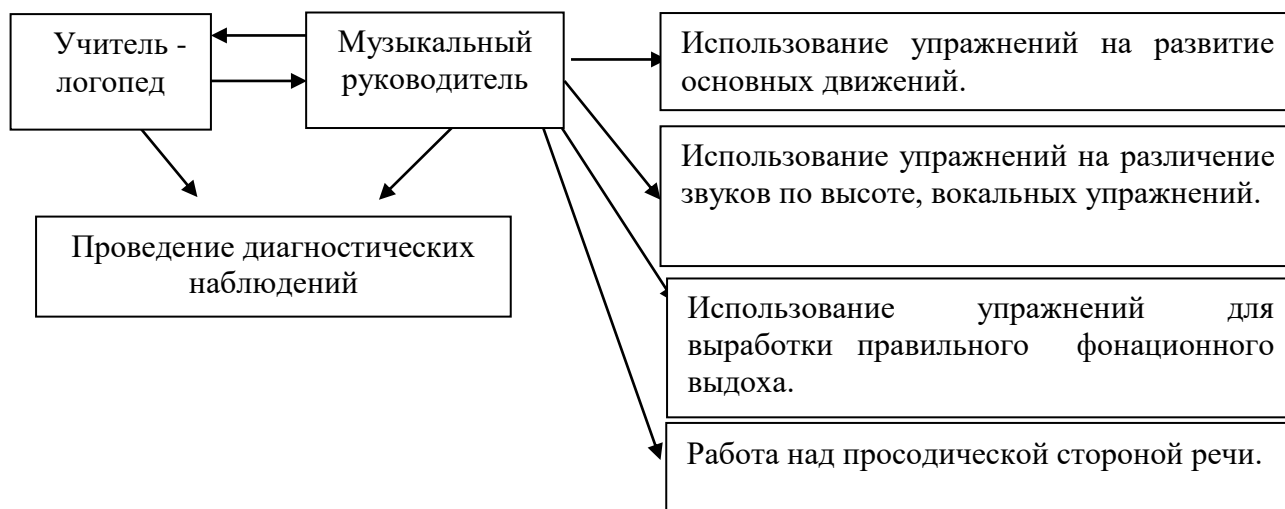 Учитель -
логопед
Музыкальный
руководитель
Использование упражнений на развитие
основных движений.
Использование упражнений на различение
звуков по высоте, вокальных упражнений.
Проведение диагностических
наблюдений
Использование упражнений для
выработки правильного фонационного
выдоха.
Работа над просодической стороной речи.